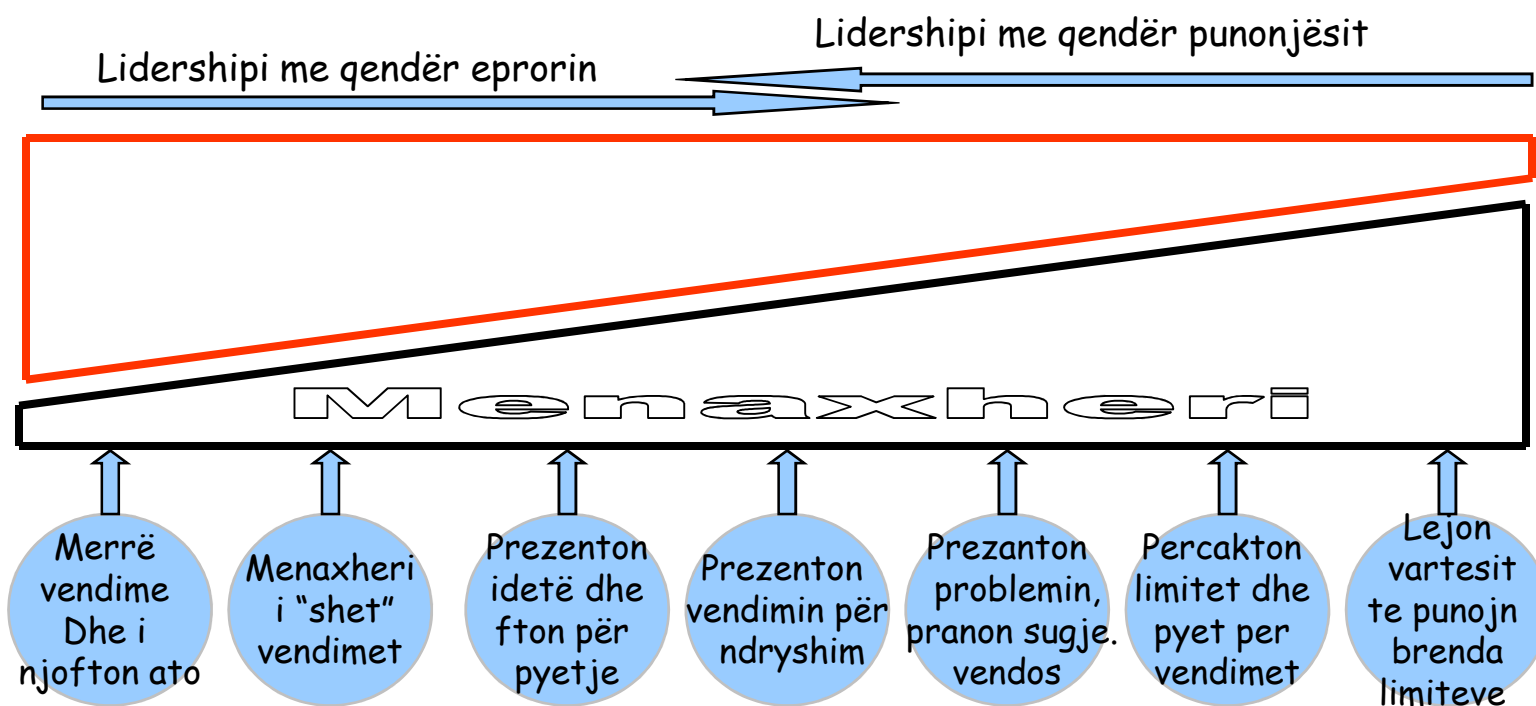 Lidershipi me qendër punonjësit
Lidershipi me qendër eprorin
Menaxheri
Merrë
vendime
Dhe i
njofton ato
Menaxheri
i “shet”
vendimet
Prezenton
idetë dhe
fton për
pyetje
Prezenton
vendimin për
ndryshim
Prezanton
problemin,
pranon sugje.
vendos
Percakton
limitet dhe
pyet per
vendimet
Lejon
vartesit
te punojn
brenda
limiteve